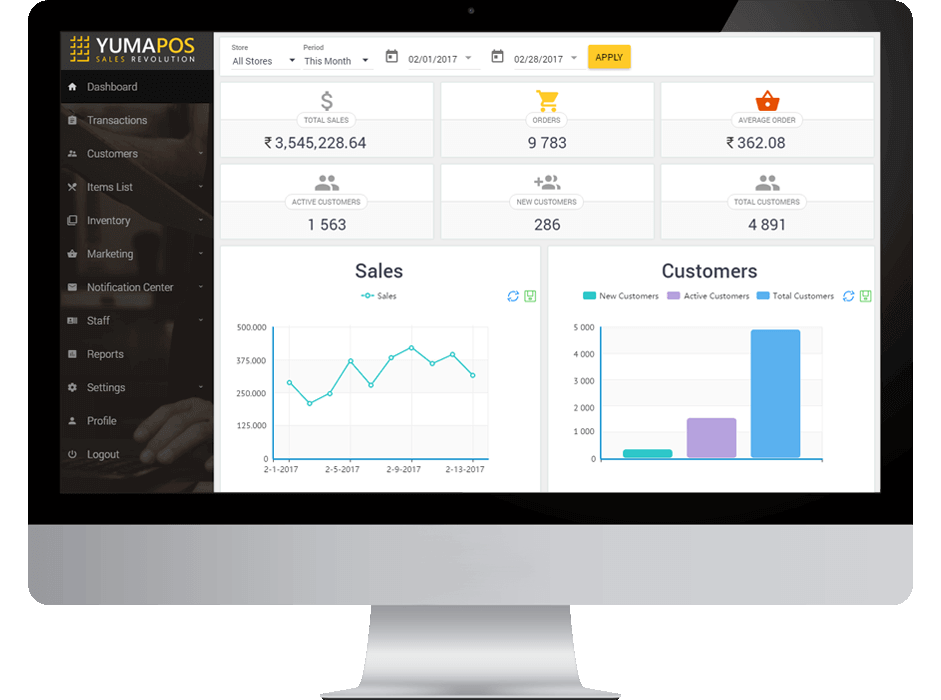 YUMAPOS
SALES REVOLUTION
Dashboard
Transactions
Customers
Items List
Inventory
Marketing
Notification Center
Staff
Reports
Settings
Profile
Logout
Store
All Stores
Period
This Month
02/01/2017
02/28/2017
APPLY
TOTAL SALES
₹ 3,545,228.64
ORDERS
9 783
AVERAGE ORDER
₹ 362.08
ACTIVE CUSTOMERS
1 563
NEW CUSTOMERS
286
TOTAL CUSTOMERS
4 891
Sales
Sales
500.000
375.000
250.000
125.000
0
2-1-2017 2-5-2017 2-9-2017 2-13-2017
Customers
New Customers Active Customers Total Customers
5 000
4 000
3 000
2 000
1 000
0